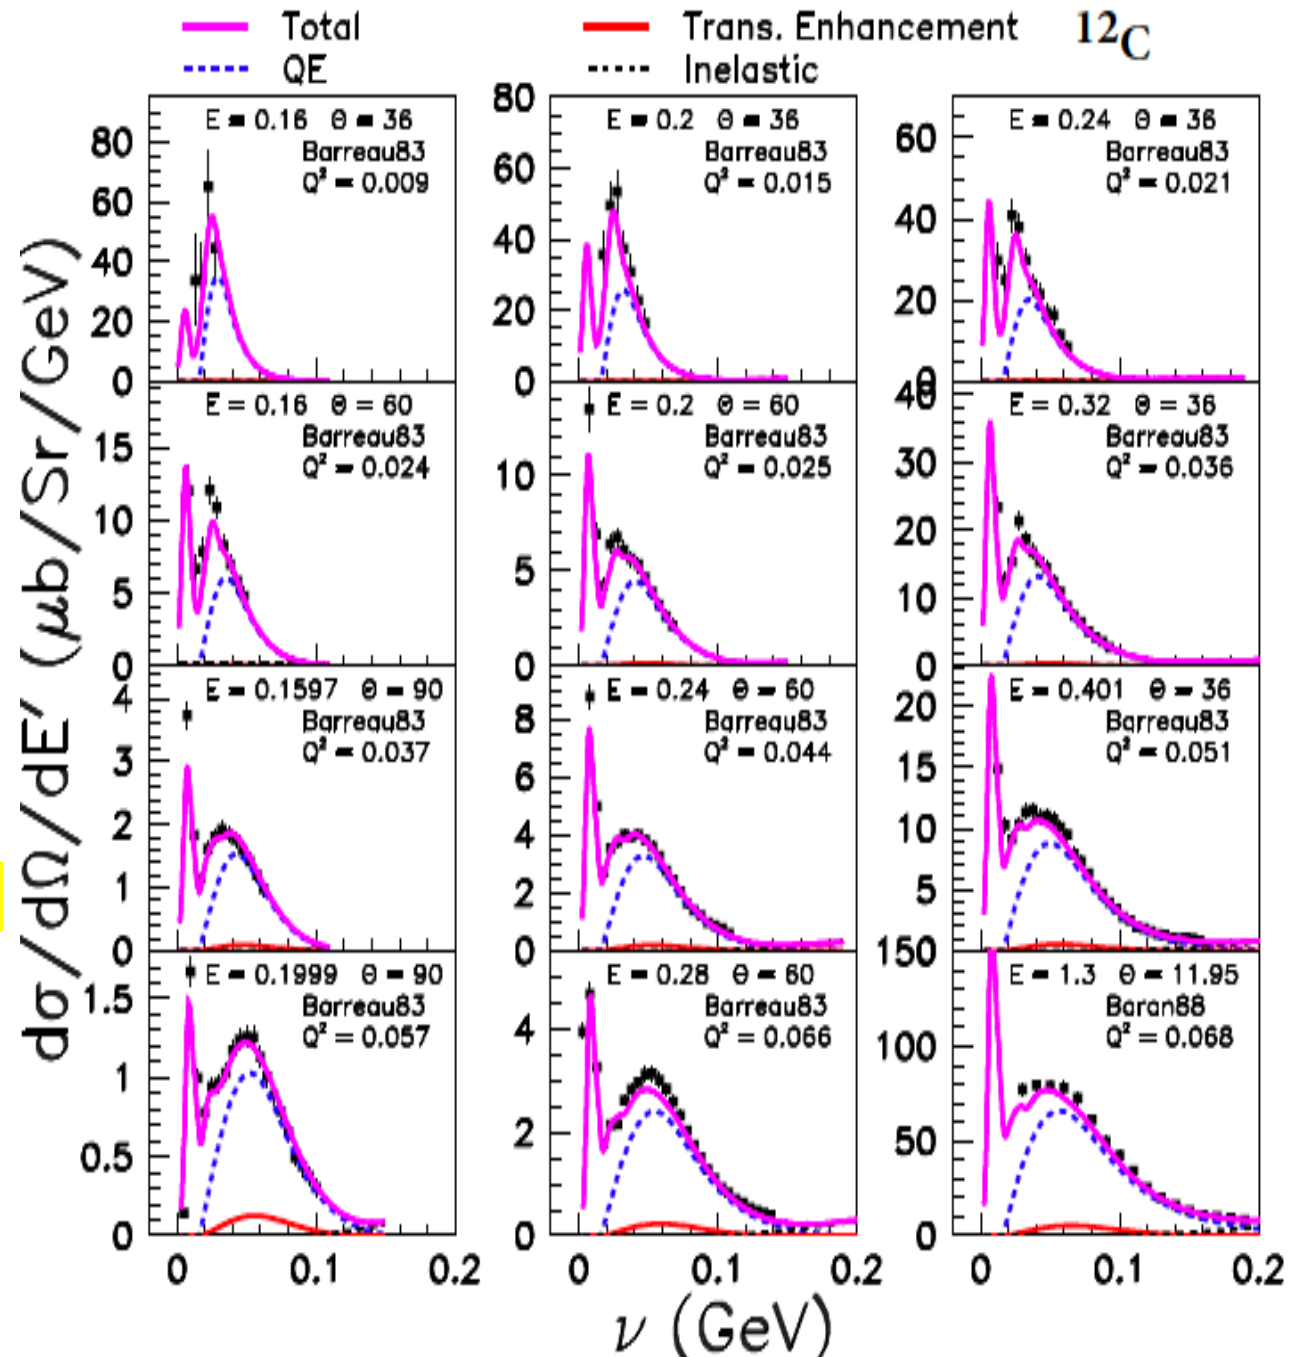 Total
Trans. Enhancement
¹²C
QE
Inelastic
dσ/dΩ/dE′ (μb/Sr/GeV)
E = 0.16 Θ = 36
Barreau83
Q² = 0.009
80
60
40
20
0
E = 0.2 Θ = 36
Barreau83
Q² = 0.015
80
60
40
20
0
E = 0.24 Θ = 36
Barreau83
Q² = 0.021
60
40
20
0
E = 0.16 Θ = 60
Barreau83
Q² = 0.024
15
10
5
0
E = 0.2 Θ = 60
Barreau83
Q² = 0.025
10
5
0
E = 0.32 Θ = 36
Barreau83
Q² = 0.036
40
30
20
10
0
E = 0.1597 Θ = 90
Barreau83
Q² = 0.037
4
3
2
1
0
E = 0.24 Θ = 60
Barreau83
Q² = 0.044
8
6
4
2
0
E = 0.401 Θ = 36
Barreau83
Q² = 0.051
20
15
10
5
0
E = 0.1999 Θ = 90
Barreau83
Q² = 0.057
1.5
1
0.5
0
E = 0.28 Θ = 60
Barreau83
Q² = 0.066
4
2
0
E = 1.3 Θ = 11.95
Baran88
Q² = 0.068
150
100
50
0
0 0.1 0.2
0 0.1 0.2
0 0.1 0.2
ν (GeV)